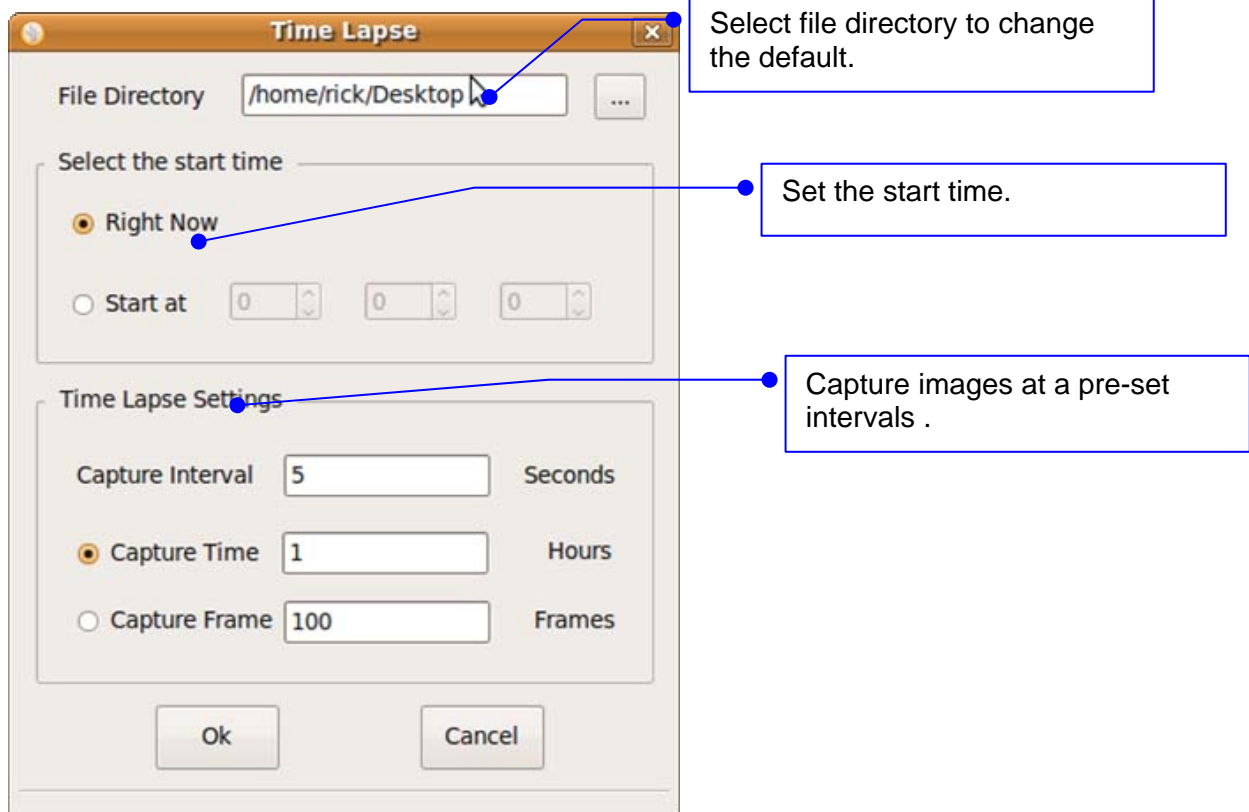 Time Lapse
Select file directory to change
the default.
File Directory /home/rick/Desktop ...
Select the start time
Set the start time.
Right Now
Start at 0 0 0
Capture images at a pre-set
intervals .
Time Lapse Settings
Capture Interval 5 Seconds
Capture Time 1 Hours
Capture Frame 100 Frames
Ok Cancel